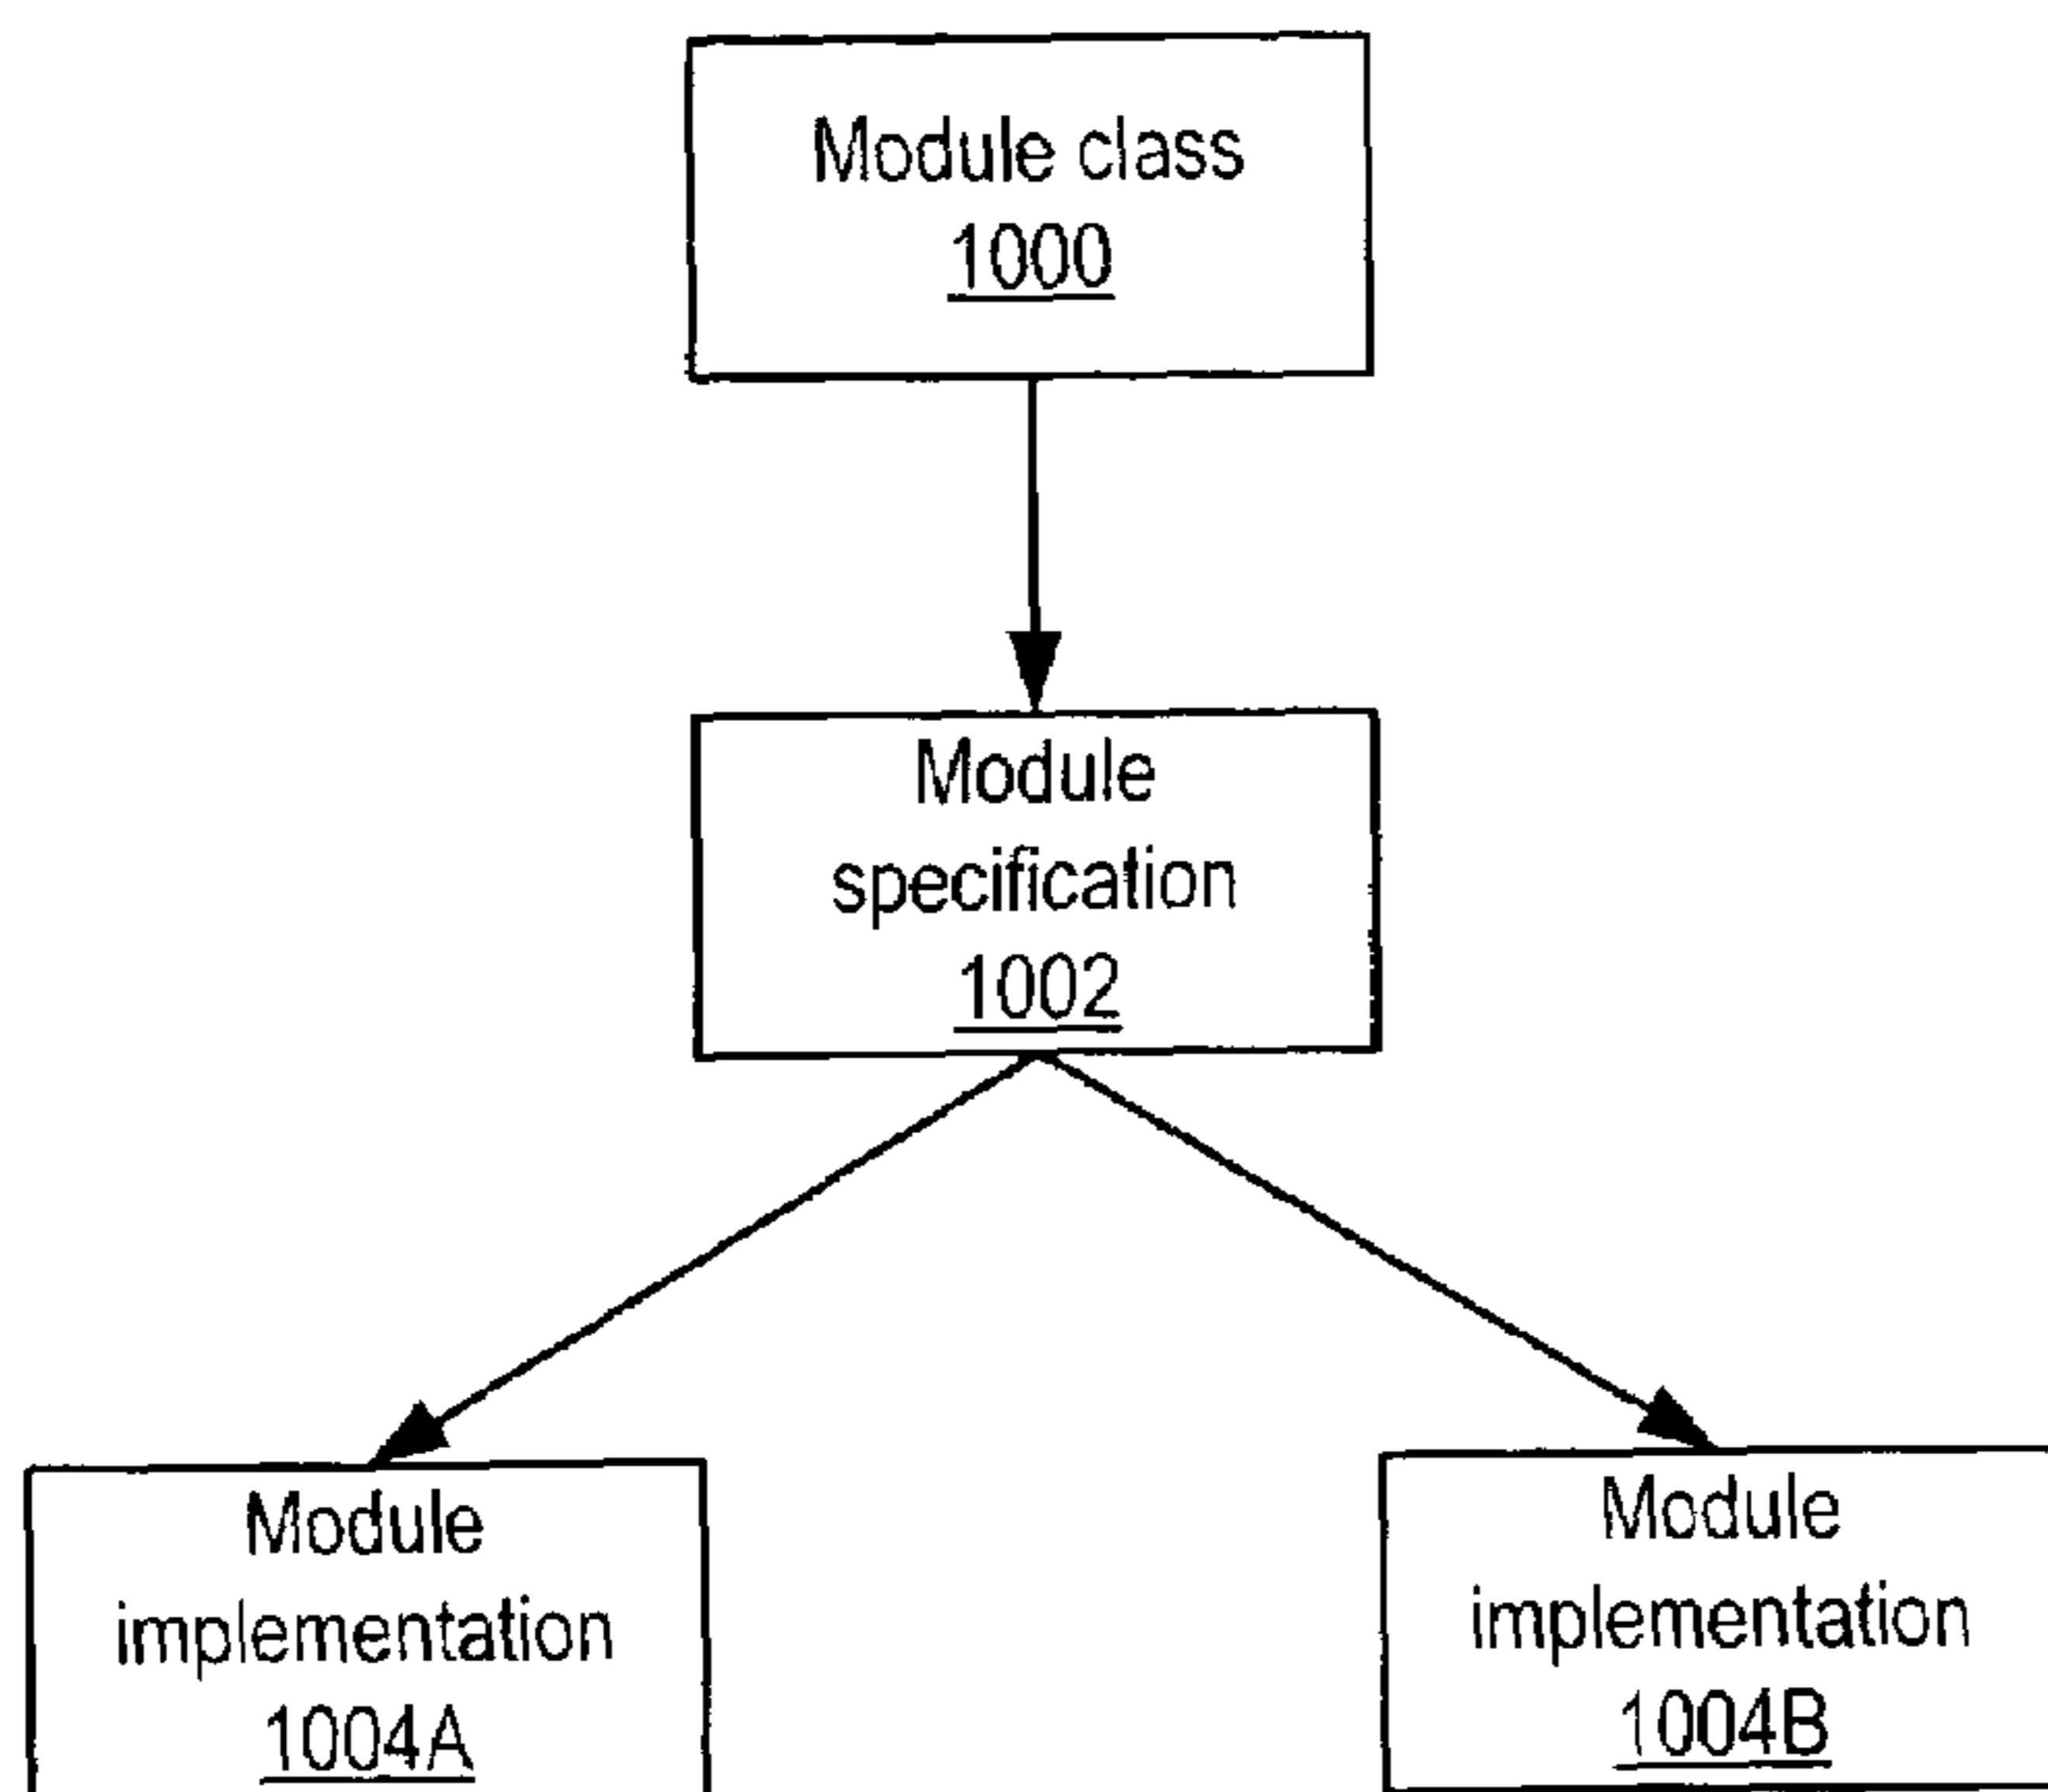 Module class
1000
Module
specification
1002
Module
implementation
1004A
Module
implementation
1004B